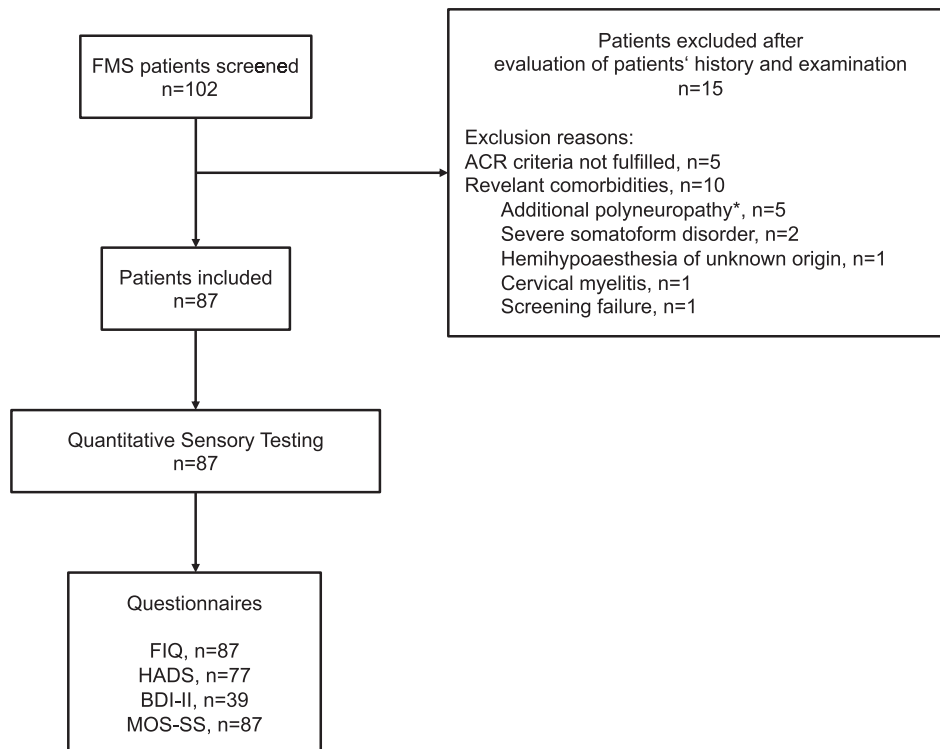 FMS patients screened
n=102
Patients excluded after
evaluation of patients‘ history and examination
n=15
Exclusion reasons:
ACR criteria not fulfilled, n=5
Revelant comorbidities, n=10
Additional polyneuropathy*, n=5
Severe somatoform disorder, n=2
Hemihypoaesthesia of unknown origin, n=1
Cervical myelitis, n=1
Screening failure, n=1
Patients included
n=87
Quantitative Sensory Testing
n=87
Questionnaires
FIQ, n=87
HADS, n=77
BDI-II, n=39
MOS-SS, n=87